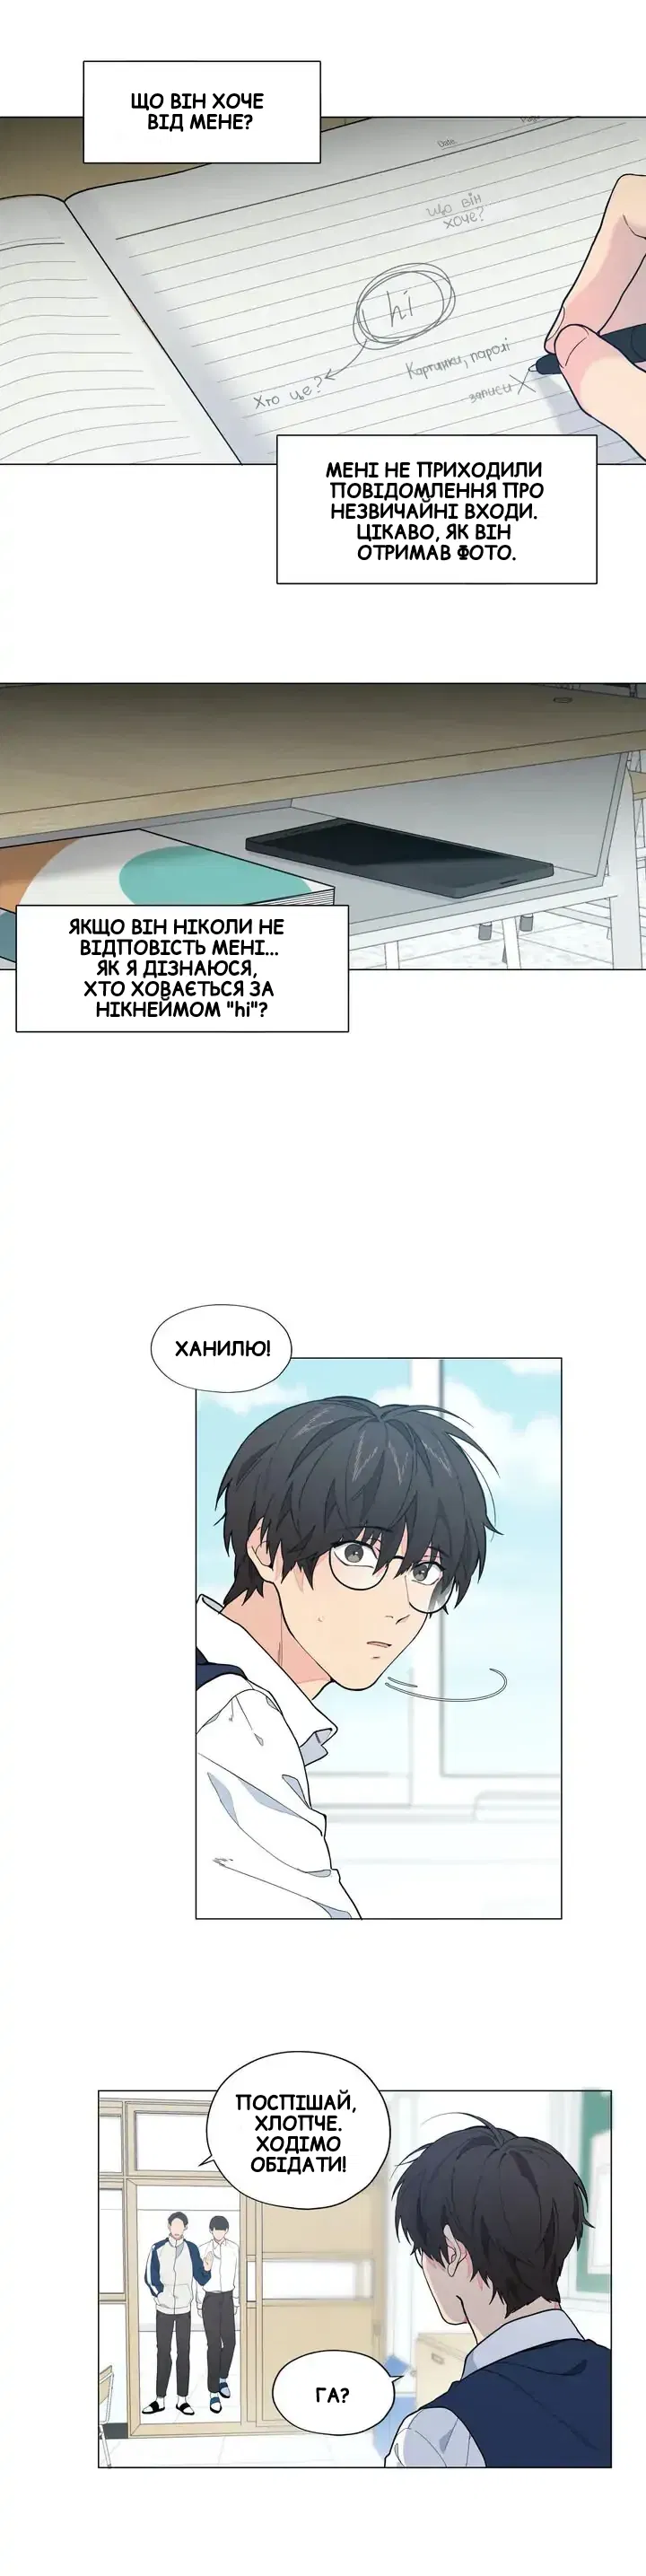 ЩО ВІН ХОЧЕ
ВІД МЕНЕ?
Date.
Page.
що він
хоче?
hi
Хто це?
Картинки, паролі
записи
МЕНІ НЕ ПРИХОДИЛИ
ПОВІДОМЛЕННЯ ПРО
НЕЗВИЧАЙНІ ВХОДИ.
ЦІКАВО, ЯК ВІН
ОТРИМАВ ФОТО.
ЯКЩО ВІН НІКОЛИ НЕ
ВІДПОВІСТЬ МЕНІ...
ЯК Я ДІЗНАЮСЯ,
ХТО ХОВАЄТЬСЯ ЗА
НІКНЕЙМОМ "hi"?
ХАНИЛЮ!
ПОСПІШАЙ,
ХЛОПЧЕ.
ХОДІМО
ОБІДАТИ!
ГА?